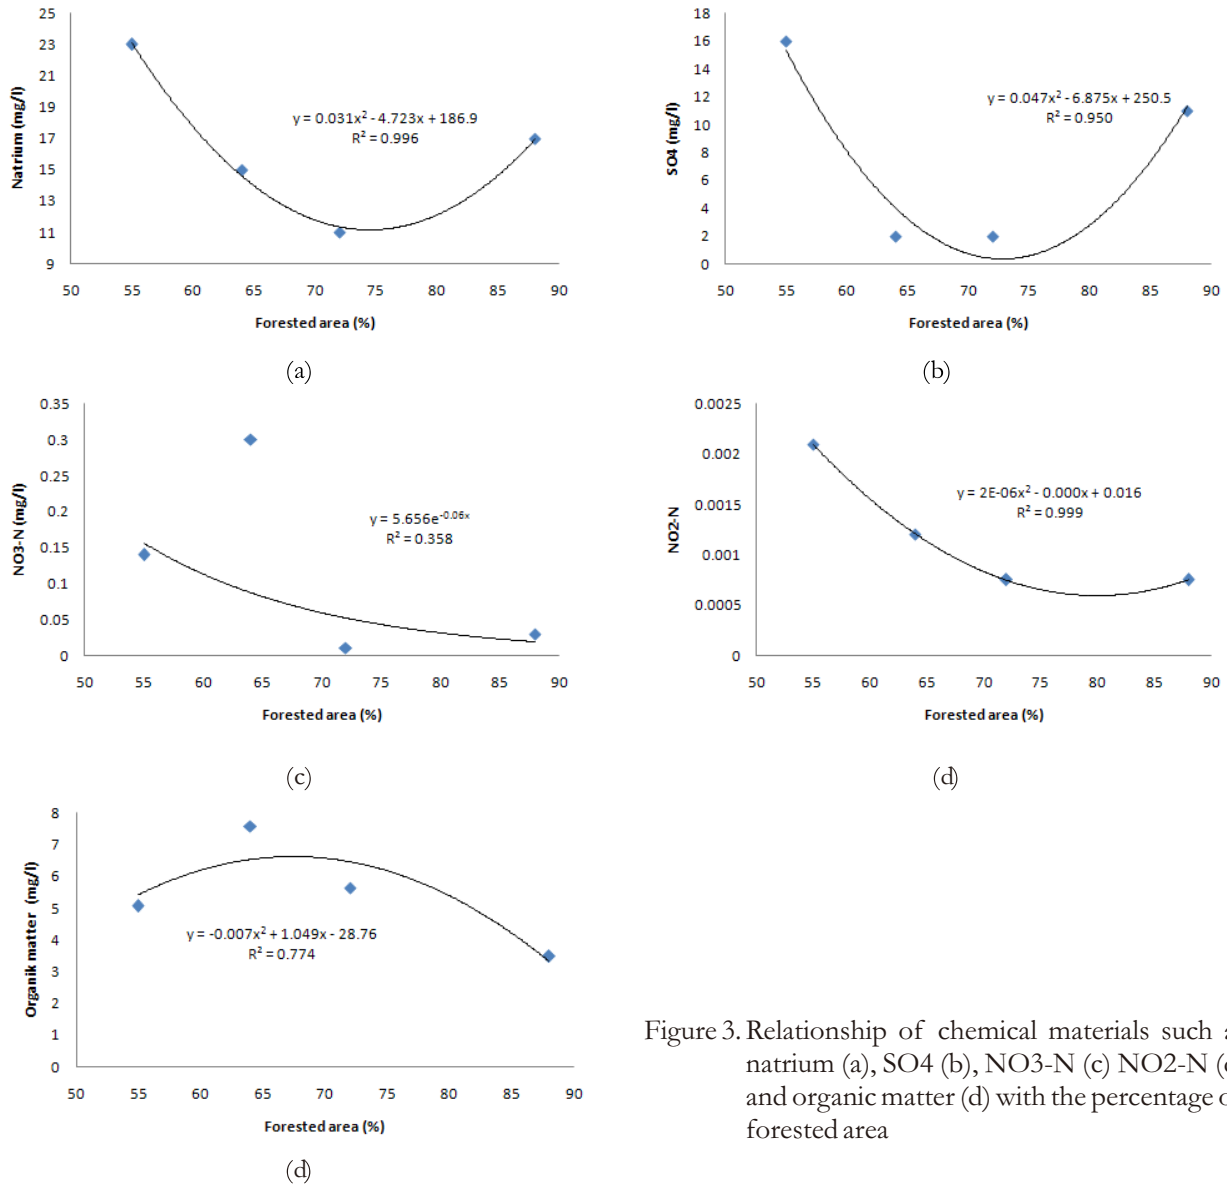 25
23
21
19
17
15
13
11
9
Natrium (mg/l)
y = 0.031x² - 4.723x + 186.9
R² = 0.996
50 55 60 65 70 75 80 85 90
Forested area (%)
(a)
18
16
14
12
10
8
6
4
2
0
SO4 (mg/l)
y = 0.047x² - 6.875x + 250.5
R² = 0.950
50 55 60 65 70 75 80 85 90
Forested area (%)
(b)
0.35
0.3
0.25
0.2
0.15
0.1
0.05
0
NO3-N (mg/l)
y = 5.656e^-0.06x
R² = 0.358
50 55 60 65 70 75 80 85 90
Forested area (%)
(c)
0.0025
0.002
0.0015
0.001
0.0005
0
NO2-N
y = 2E-06x² - 0.000x + 0.016
R² = 0.999
50 55 60 65 70 75 80 85 90
Forested area (%)
(d)
8
7
6
5
4
3
2
1
0
Organik matter (mg/l)
y = -0.007x² + 1.049x - 28.76
R² = 0.774
50 55 60 65 70 75 80 85 90
Forested area (%)
(d)
Figure 3. Relationship of chemical materials such
natrium (a), SO4 (b), NO3-N (c) NO2-N
and organic matter (d) with the percentage
forested area